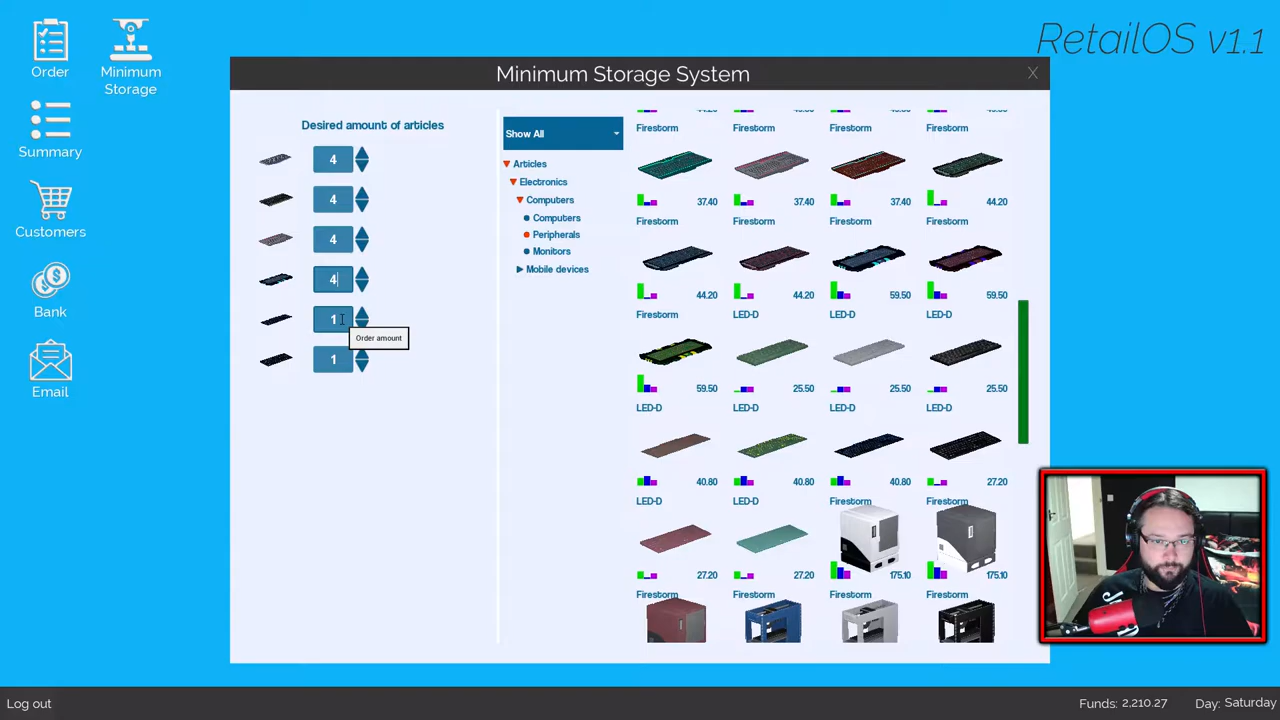 RetailOS v1.1
Order
Minimum
Storage
Summary
Customers
Bank
Email
Minimum Storage System
X
Desired amount of articles
4
4
4
4
1
1
Order amount
Show All
Articles
Electronics
Computers
Computers
Peripherals
Monitors
Mobile devices
Firestorm Firestorm Firestorm Firestorm
37.40 37.40 37.40 44.20
Firestorm Firestorm Firestorm Firestorm
44.20 44.20 59.50 59.50
Firestorm LED-D LED-D LED-D
59.50 25.50 25.50 25.50
LED-D LED-D LED-D LED-D
40.80 40.80 40.80 27.20
LED-D LED-D Firestorm Firestorm
27.20 27.20 175.10 175.10
Firestorm Firestorm Firestorm Firestorm
Log out
Funds: 2,210.27
Day: Saturday